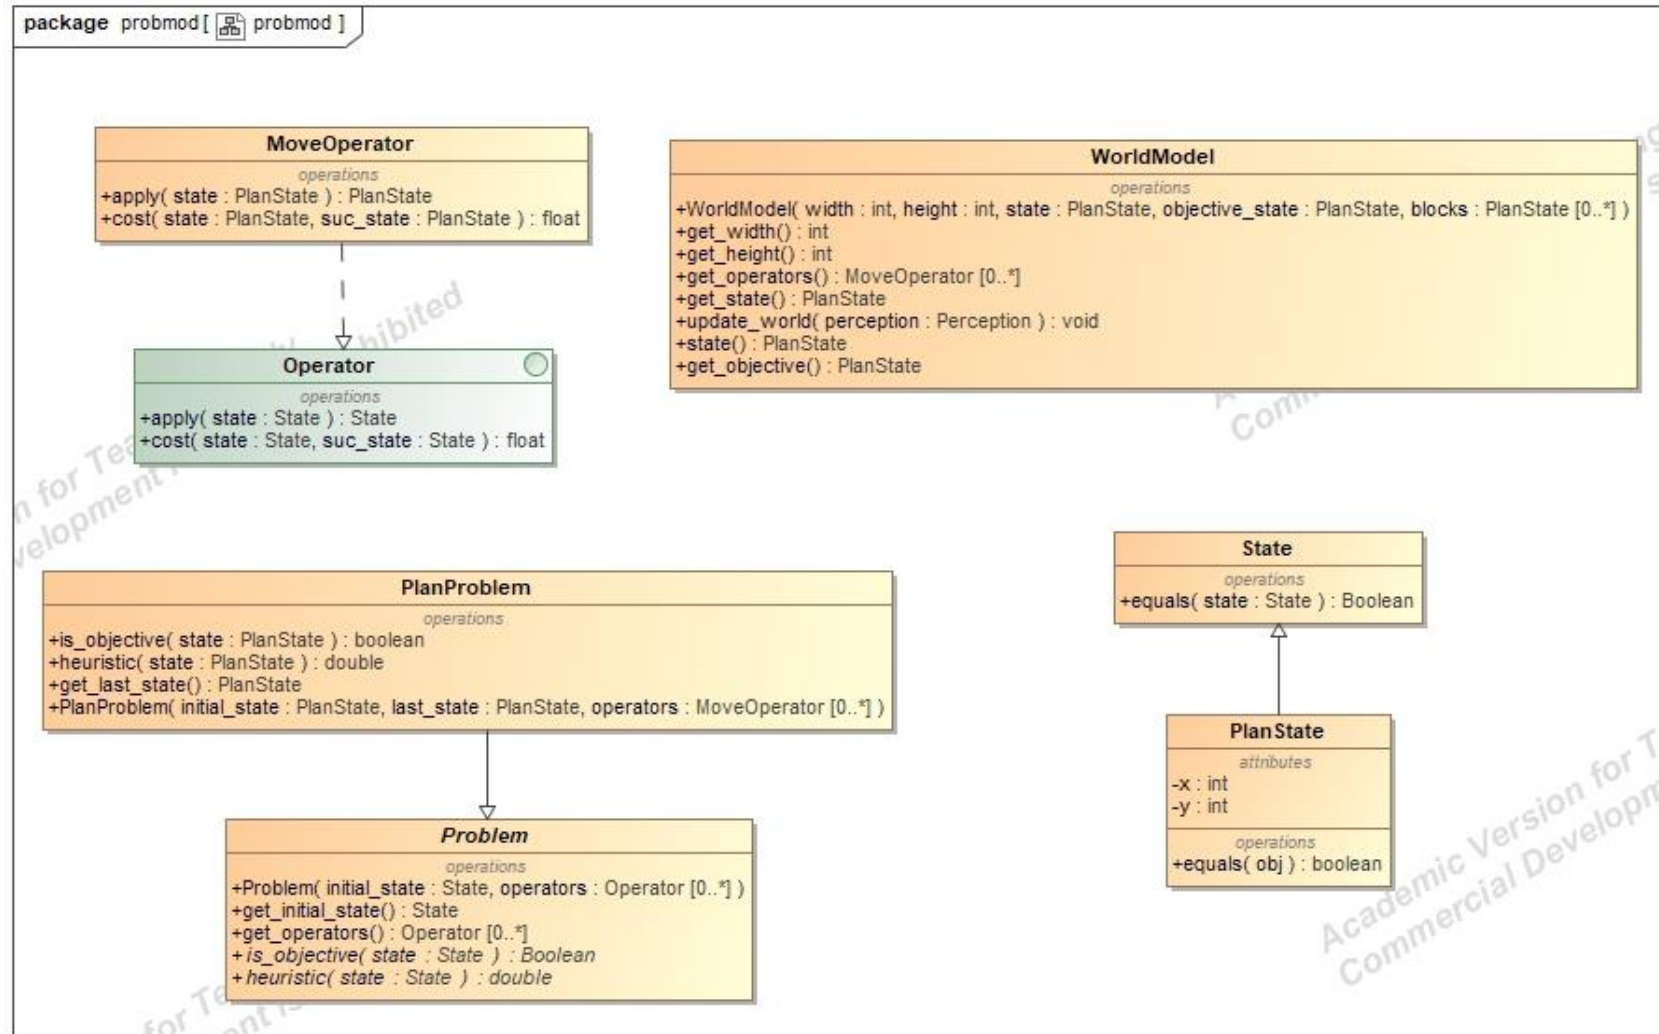 package probmod [ probmod ]
MoveOperator
operations
+apply( state : PlanState ) : PlanState
+cost( state : PlanState, suc_state : PlanState ) : float
WorldModel
operations
+WorldModel( width : int, height : int, state : PlanState, objective_state : PlanState, blocks : PlanState [0..*] )
+get_width() : int
+get_height() : int
+get_operators() : MoveOperator [0..*]
+get_state() : PlanState
+update_world( perception : Perception ) : void
+state() : PlanState
+get_objective() : PlanState
Operator
operations
+apply( state : State ) : State
+cost( state : State, suc_state : State ) : float
PlanProblem
operations
+is_objective( state : PlanState ) : boolean
+heuristic( state : PlanState ) : double
+get_last_state() : PlanState
+PlanProblem( initial_state : PlanState, last_state : PlanState, operators : MoveOperator [0..*] )
State
operations
+equals( state : State ) : Boolean
PlanState
attributes
-x : int
-y : int
operations
+equals( obj ) : boolean
Problem
operations
+Problem( initial_state : State, operators : Operator [0..*] )
+get_initial_state() : State
+get_operators() : Operator [0..*]
+is_objective( state : State ) : Boolean
+heuristic( state : State ) : double
Academic Version for T
Commercial Developm